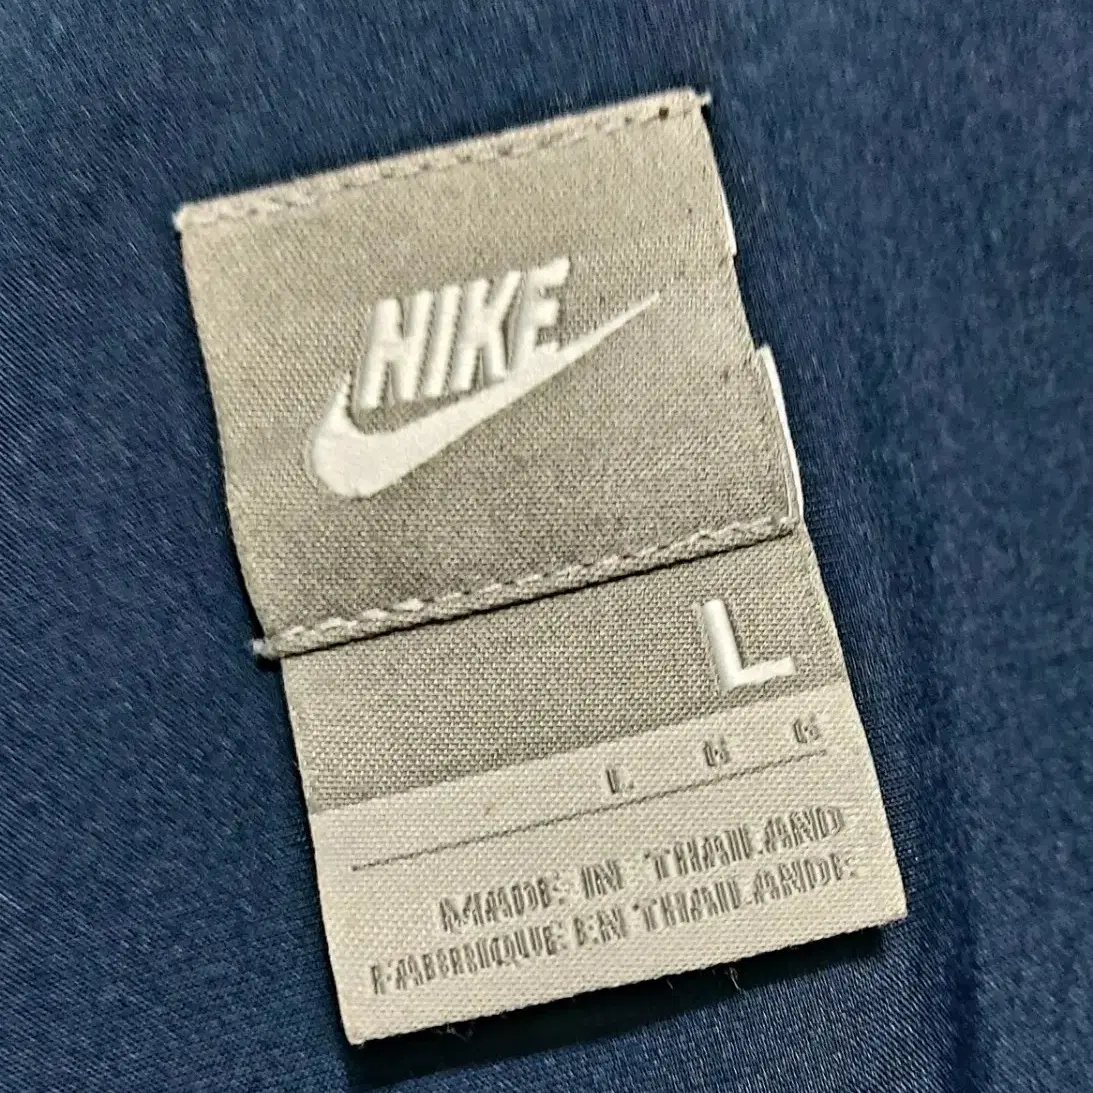 NIKE
L
L G G
MADE IN THAILAND
FABRIQUE EN THAILANDE